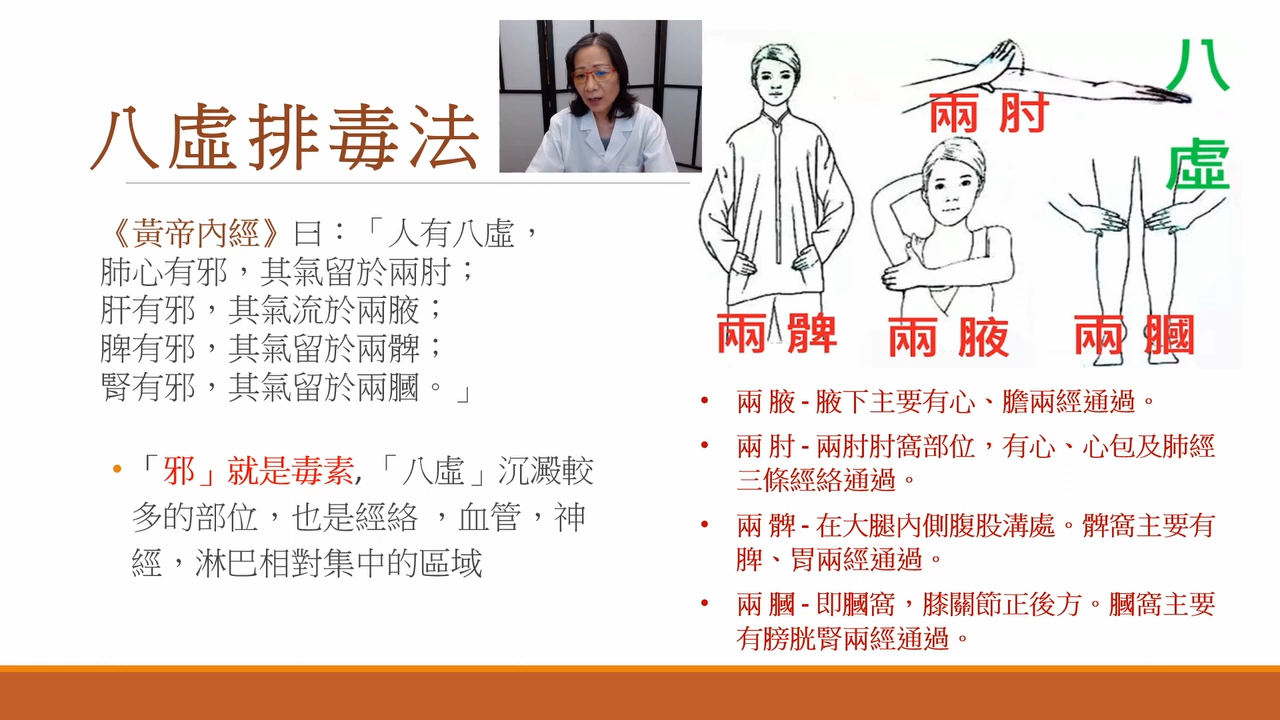 八虛排毒法
《黃帝內經》曰：「人有八虛，
肺心有邪，其氣留於兩肘；
肝有邪，其氣流於兩腋；
脾有邪，其氣留於兩髀；
腎有邪，其氣留於兩膕。」
•「邪」就是毒素,「八虛」沉澱較
多的部位，也是經絡 ，血管，神
經，淋巴相對集中的區域
八
虛
兩 肘
兩 髀
兩 腋
兩 膕
• 兩 腋 - 腋下主要有心、膽兩經通過。
• 兩 肘 - 兩肘肘窩部位，有心、心包及肺經
三條經絡通過。
• 兩 髀 - 在大腿內側腹股溝處。髀窩主要有
脾、胃兩經通過。
• 兩 膕 - 即膕窩，膝關節正後方。膕窩主要
有膀胱腎兩經通過。